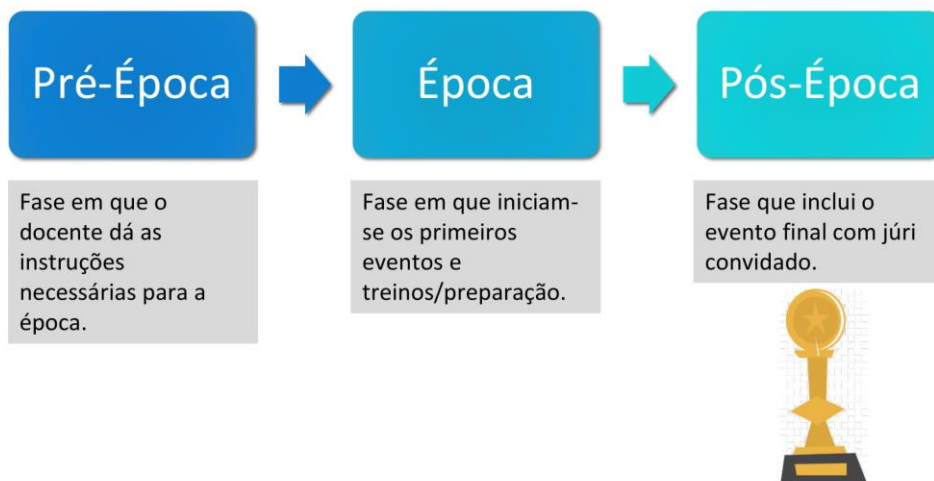 Pré-Época
Época
Pós-Época
Fase em que o
docente dá as
instruções
necessárias para a
época.
Fase em que iniciam-
se os primeiros
eventos e
treinos/preparação.
Fase que inclui o
evento final com júri
convidado.